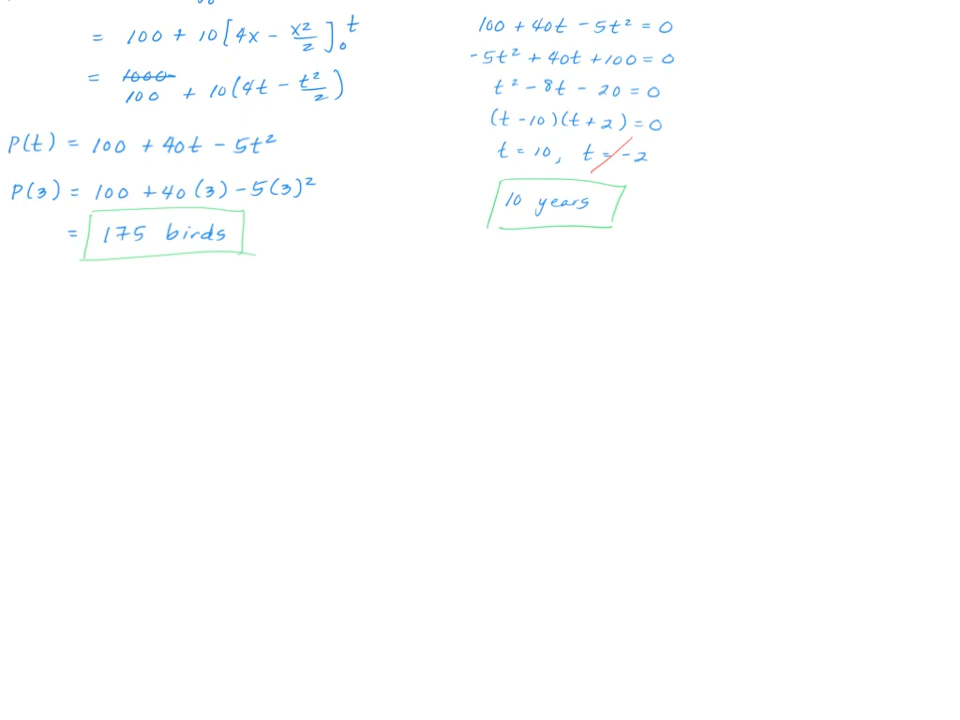 = 100 + 10[4x - x²/2]₀ᵗ
= 1000 100 + 10(4t - t²/2)
P(t) = 100 + 40t - 5t²
P(3) = 100 + 40(3) - 5(3)²
= 175 birds
100 + 40t - 5t² = 0
-5t² + 40t + 100 = 0
t² - 8t - 20 = 0
(t - 10)(t + 2) = 0
t = 10, t = -2
10 years